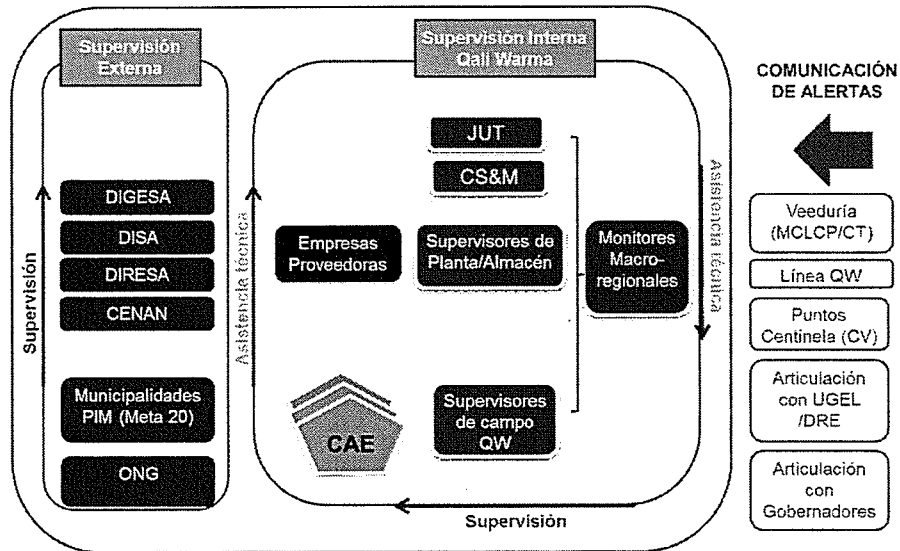 Supervisión
Externa
Supervisión Interna
Qali Warma
COMUNICACIÓN
DE ALERTAS
Supervisión
DIGESA
DISA
DIRESA
CENAN
Municipalidades
PIM (Meta 20)
ONG
Asistencia técnica
JUT
CS&M
Empresas
Proveedoras
Supervisores de
Planta/Almacén
Monitores
Macro-
regionales
CAE
Supervisores
de campo
QW
Supervisión
Asistencia técnica
Veeduría
(MCLCP/CT)
Línea QW
Puntos
Centinela (CV)
Articulación
con UGEL
/DRE
Articulación
con
Gobernadores